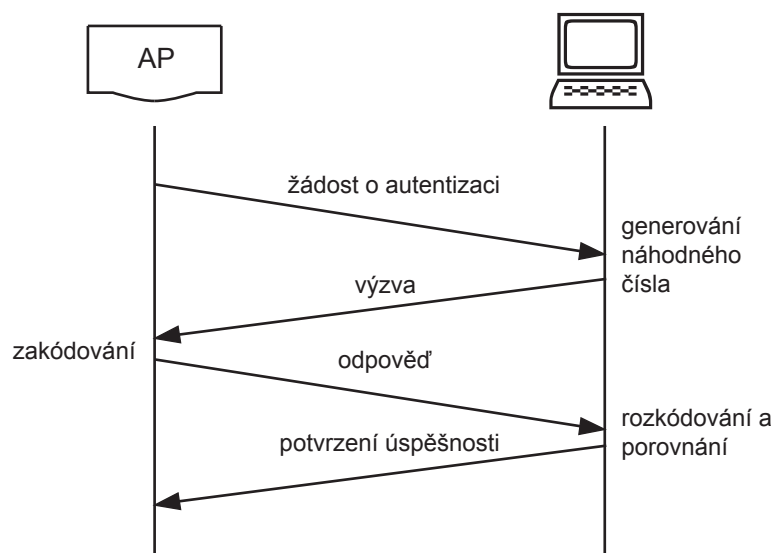 AP
žádost o autentizaci
generování
náhodného
čísla
výzva
zakódování
odpověď
rozkódování a
porovnání
potvrzení úspěšnosti